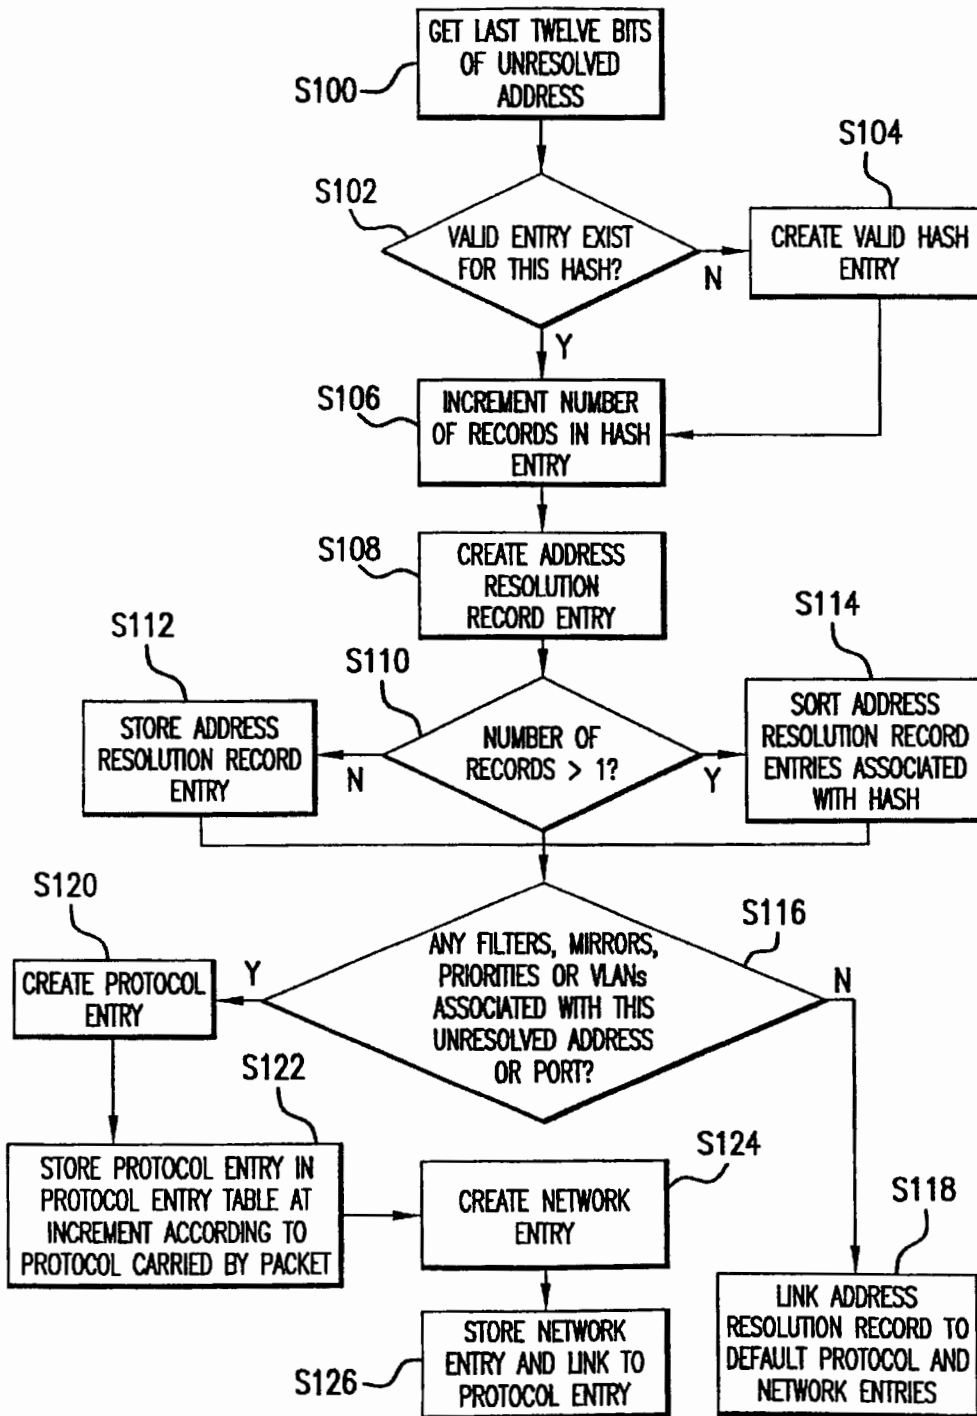 GET LAST TWELVE BITS
OF UNRESOLVED
ADDRESS
S100
S104
S102
VALID ENTRY EXIST
FOR THIS HASH?
N
CREATE VALID HASH
ENTRY
Y
S106
INCREMENT NUMBER
OF RECORDS IN HASH
ENTRY
S108
CREATE ADDRESS
RESOLUTION
RECORD ENTRY
S112
S110
S114
STORE ADDRESS
RESOLUTION RECORD
ENTRY
N
NUMBER OF
RECORDS > 1?
Y
SORT ADDRESS
RESOLUTION RECORD
ENTRIES ASSOCIATED
WITH HASH
S120
S116
CREATE PROTOCOL
ENTRY
Y
ANY FILTERS, MIRRORS,
PRIORITIES OR VLANs
ASSOCIATED WITH THIS
UNRESOLVED ADDRESS
OR PORT?
N
S122
STORE PROTOCOL ENTRY IN
PROTOCOL ENTRY TABLE AT
INCREMENT ACCORDING TO
PROTOCOL CARRIED BY PACKET
S124
CREATE NETWORK
ENTRY
S118
S126
STORE NETWORK
ENTRY AND LINK TO
PROTOCOL ENTRY
LINK ADDRESS
RESOLUTION RECORD TO
DEFAULT PROTOCOL AND
NETWORK ENTRIES